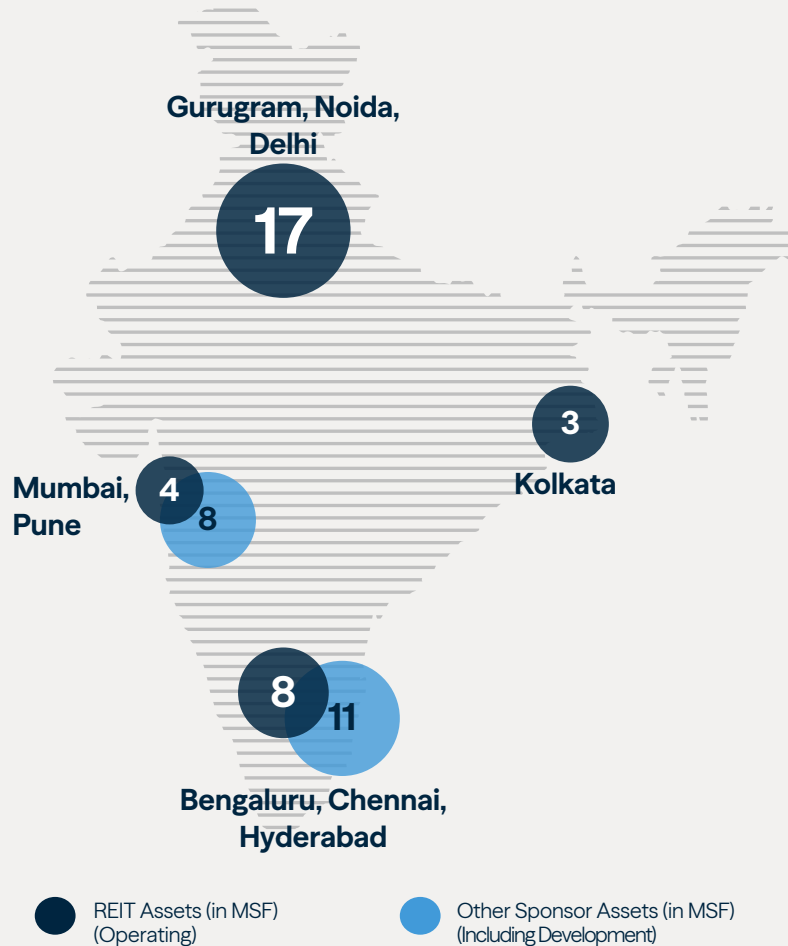 Gurugram, Noida,
Delhi
17
3
Kolkata
Mumbai,
Pune
4
8
8
11
Bengaluru, Chennai,
Hyderabad
REIT Assets (in MSF)
(Operating)
Other Sponsor Assets (in MSF)
(Including Development)